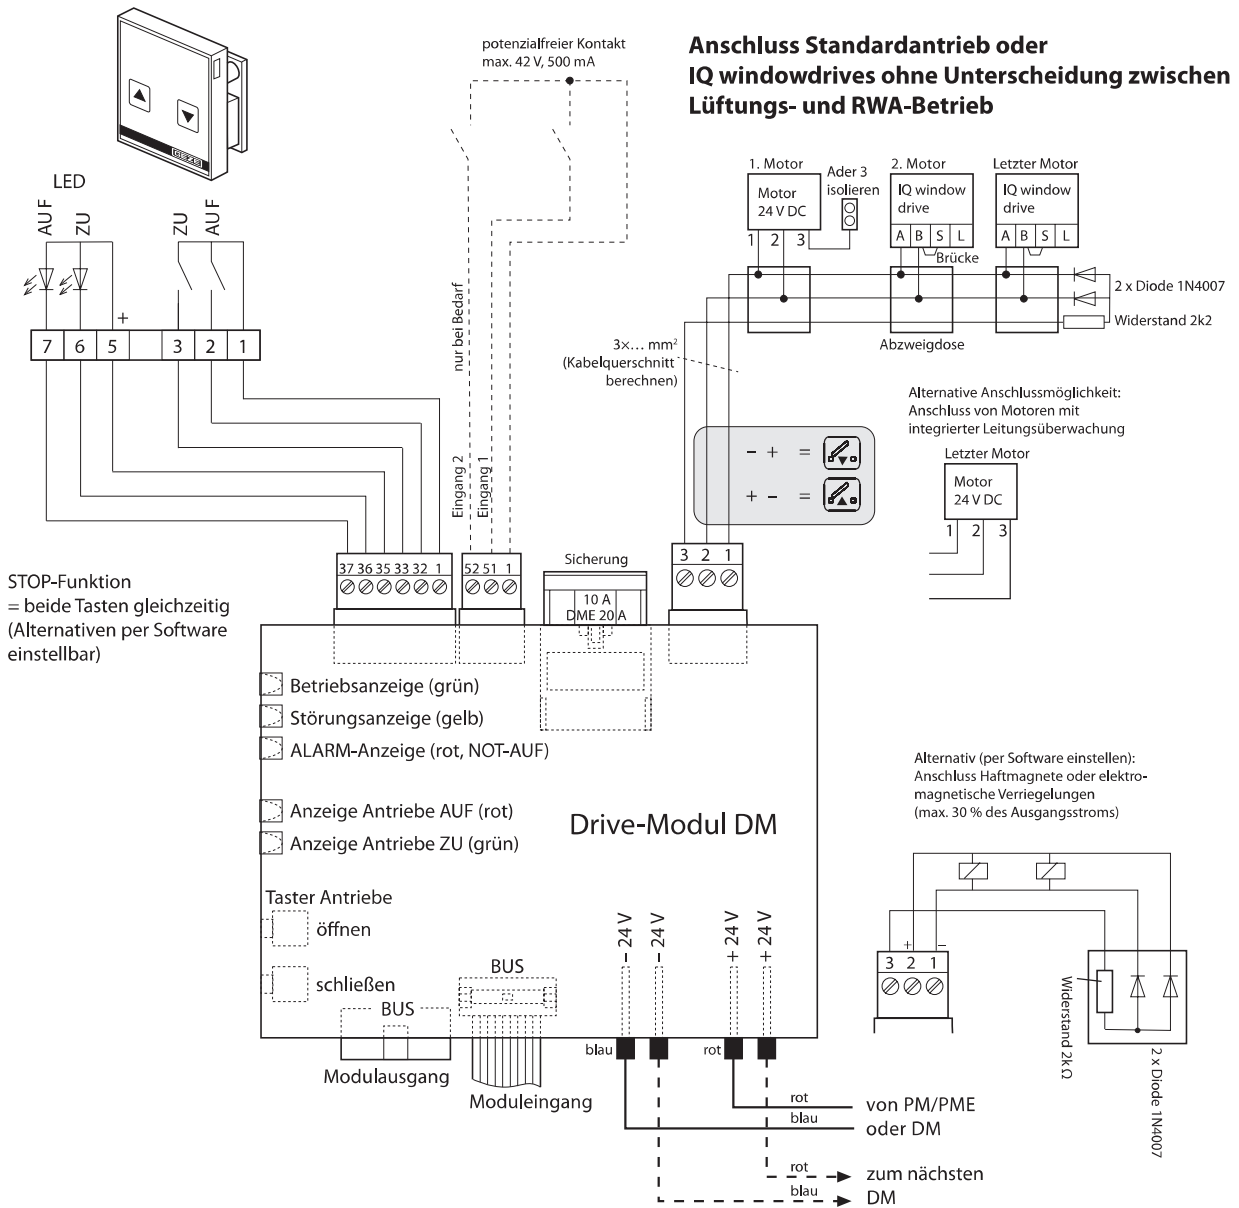 potenzialfreier Kontakt
max. 42 V, 500 mA
Anschluss Standardantrieb oder
IQ windowdrives ohne Unterscheidung zwischen
Lüftungs- und RWA-Betrieb
GEZE
LED
AUF
ZU
ZU
AUF
+
7 6 5 3 2 1
nur bei Bedarf
Eingang 2
Eingang 1
1. Motor
Motor
24 V DC
1 2 3
Ader 3
isolieren
2. Motor
IQ window
drive
A B S L
Brücke
Letzter Motor
IQ window
drive
A B S L
2 x Diode 1N4007
Widerstand 2k2
Abzweigdose
3×... mm²
(Kabelquerschnitt
berechnen)
− + =
+ − =
Alternative Anschlussmöglichkeit:
Anschluss von Motoren mit
integrierter Leitungsüberwachung
Letzter Motor
Motor
24 V DC
1 2 3
37 36 35 33 32 1
52 51 1
Sicherung
10 A
DME 20 A
3 2 1
STOP-Funktion
= beide Tasten gleichzeitig
(Alternativen per Software
einstellbar)
Betriebsanzeige (grün)
Störungsanzeige (gelb)
ALARM-Anzeige (rot, NOT-AUF)
Anzeige Antriebe AUF (rot)
Anzeige Antriebe ZU (grün)
Drive-Modul DM
Taster Antriebe
öffnen
schließen
BUS
Modulausgang
BUS
Moduleingang
− 24 V
− 24 V
+ 24 V
+ 24 V
blau
rot
rot
blau
von PM/PME
oder DM
rot
blau
zum nächsten
DM
Alternativ (per Software einstellen):
Anschluss Haftmagnete oder elektro-
magnetische Verriegelungen
(max. 30 % des Ausgangsstroms)
+ −
3 2 1
Widerstand 2k Ω
2 x Diode 1N4007